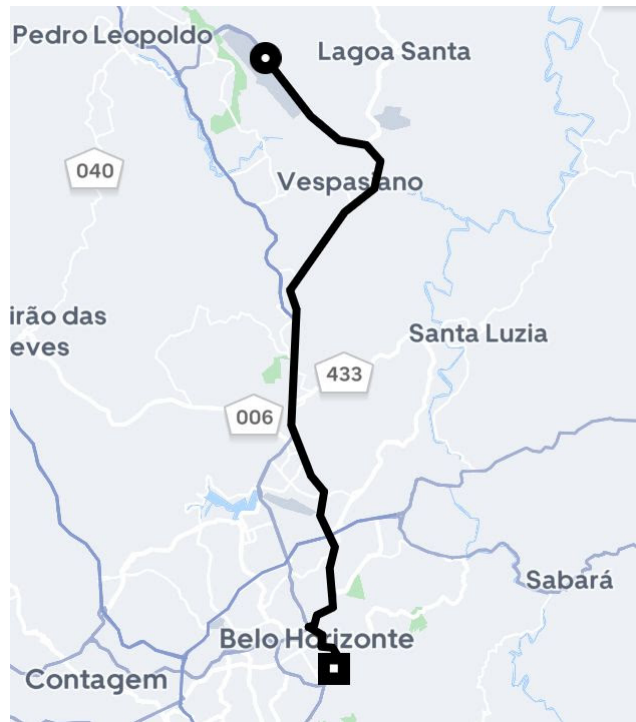 Pedro Leopoldo
Lagoa Santa
040
Vespasiano
irão das
eves
Santa Luzia
433
006
Sabará
Belo Horizonte
Contagem